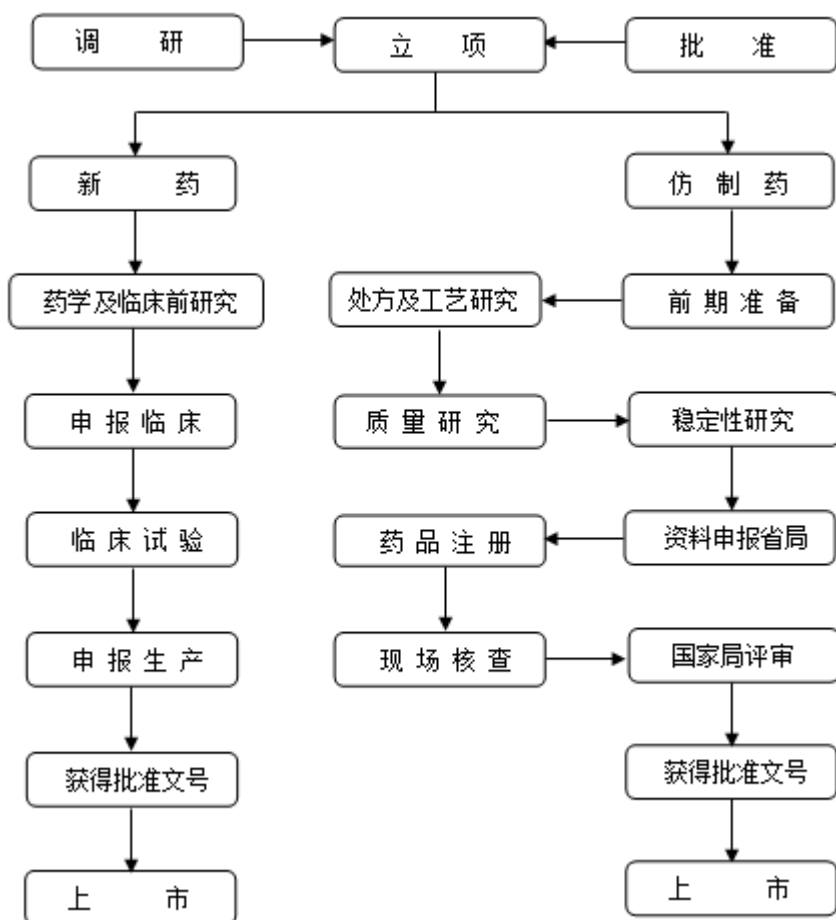 调研
立项
批准
新药
仿制药
药学及临床前研究
处方及工艺研究
前期准备
申报临床
质量研究
稳定性研究
临床试验
药品注册
资料申报省局
申报生产
现场核查
国家局评审
获得批准文号
获得批准文号
上市
上市